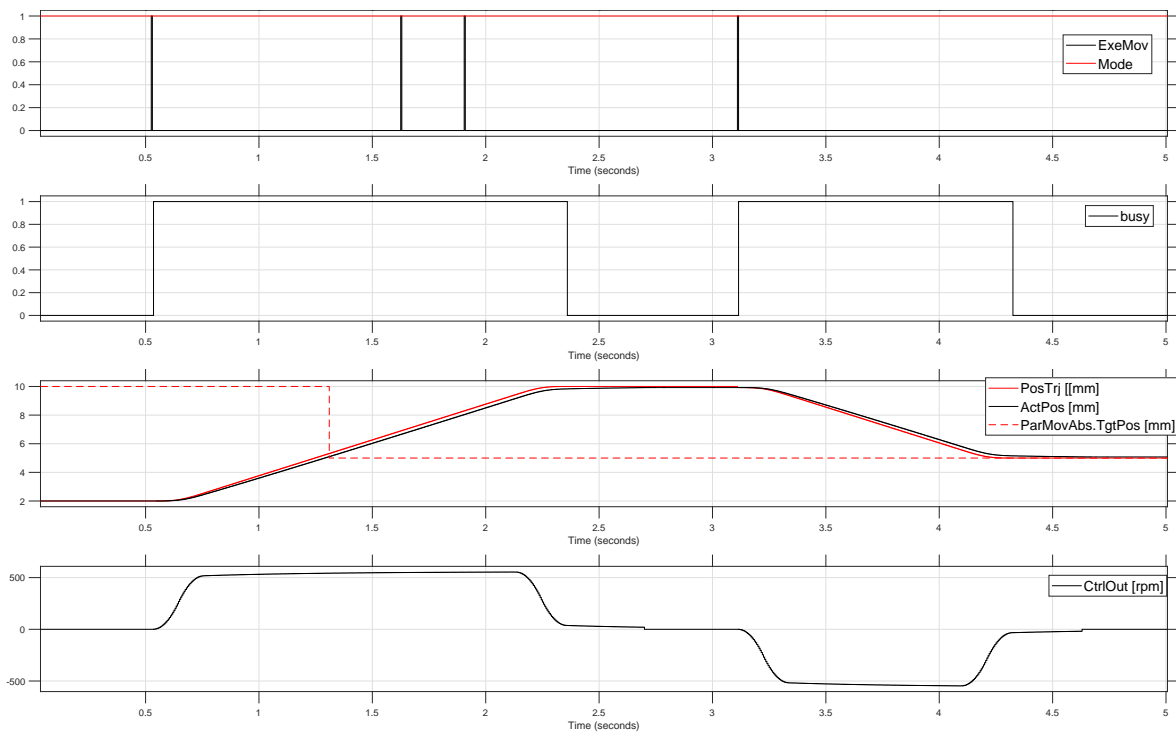 1
0.8
0.6
0.4
0.2
0
ExeMov
Mode
0.5 1 1.5 2 2.5 3 3.5 4 4.5 5
Time (seconds)
1
0.8
0.6
0.4
0.2
0
busy
0.5 1 1.5 2 2.5 3 3.5 4 4.5 5
Time (seconds)
10
8
6
4
2
PosTrj [[mm]
ActPos [mm]
ParMovAbs.TgtPos [mm]
0.5 1 1.5 2 2.5 3 3.5 4 4.5 5
Time (seconds)
500
0
-500
CtrlOut [rpm]
0.5 1 1.5 2 2.5 3 3.5 4 4.5 5
Time (seconds)